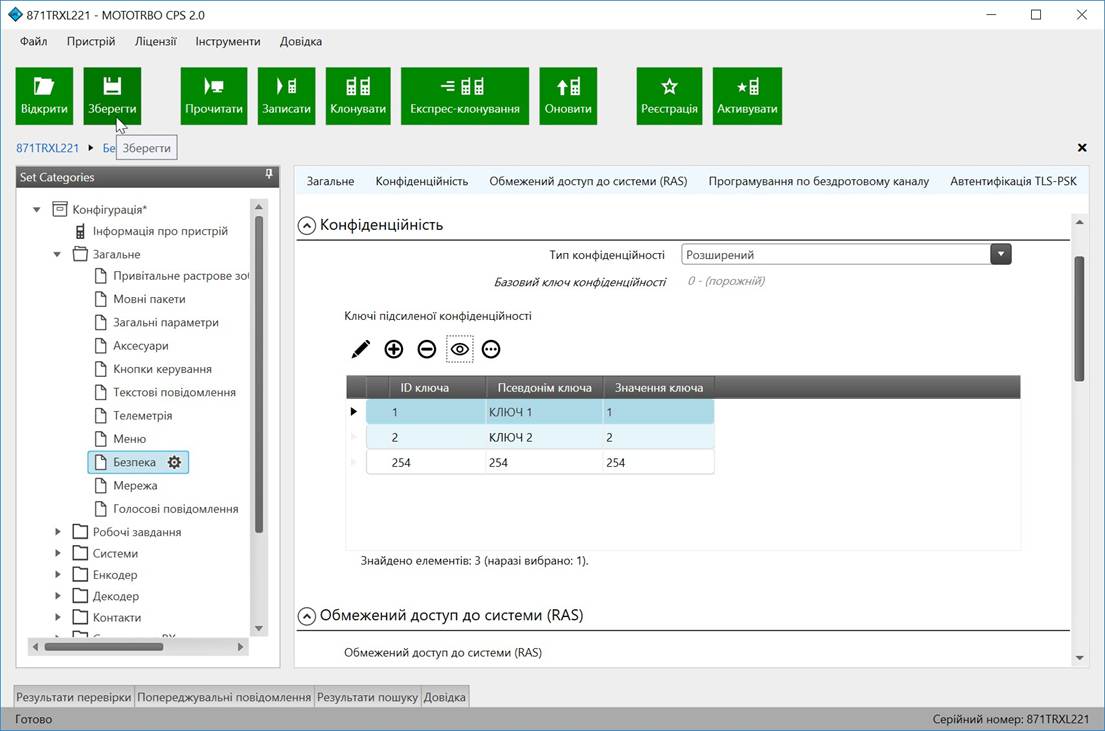 871TRXL221 - MOTOTRBO CPS 2.0
Файл Пристрій Ліцензії Інструменти Довідка
Відкрити Зберегти Прочитати Записати Клонувати Експрес-клонування Оновити Реєстрація Активувати
871TRXL221 Бе Зберегти
Set Categories
Конфігурація*
Інформація про пристрій
Загальне
Привітальне растрове
Мовні пакети
Загальні параметри
Аксесуари
Кнопки керування
Текстові повідомлення
Телеметрія
Меню
Безпека
Мережа
Голосові повідомлення
Робочі завдання
Системи
Енкодер
Декодер
Контакти
Загальне Конфіденційність Обмежений доступ до системи (RAS) Програмування по бездротовому каналу Автентифікація TLS-PSK
Конфіденційність
Тип конфіденційності Розширений
Базовий ключ конфіденційності 0 - (порожній)
Ключі підсиленої конфіденційності
ID ключа Псевдонім ключа Значення ключа
1 КЛЮЧ 1 1
2 КЛЮЧ 2 2
254 254 254
Знайдено елементів: 3 (наразі вибрано: 1).
Обмежений доступ до системи (RAS)
Обмежений доступ до системи (RAS)
Результати перевірки Попереджувальні повідомлення Результати пошуку Довідка
Готово Серійний номер: 871TRXL221